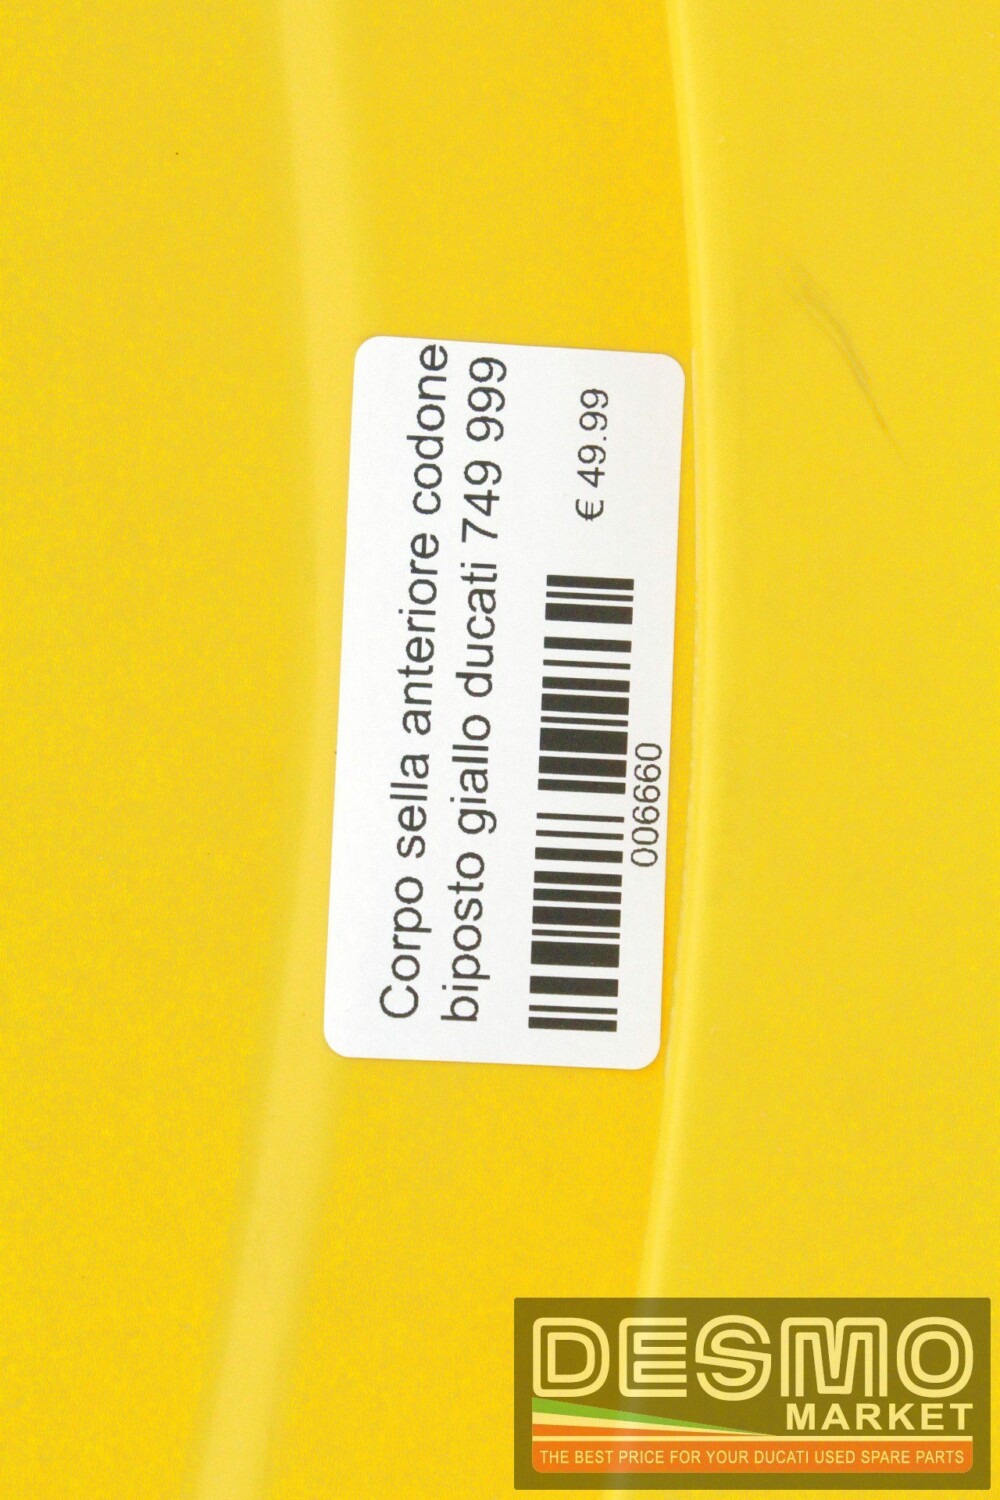 Corpo sella anteriore codone
biposto giallo ducati 749 999
€ 49.99
006660
DESMO
MARKET
THE BEST PRICE FOR YOUR DUCATI USED SPARE PARTS